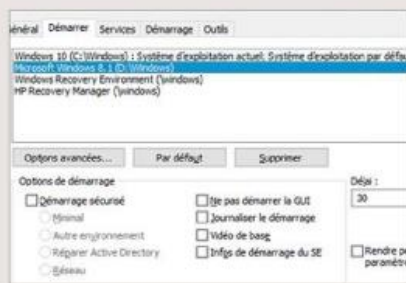 énéral Démarrer Services Démarrage Outils
Windows 10 (C:\Windows) : Système d'exploitation actuel; Système d'exploitation par défau
Microsoft Windows 8.1 (D:\Windows)
Windows Recovery Environment (\windows)
HP Recovery Manager (\windows)
Options avancées... Par défaut Supprimer
Options de démarrage
Délai :
Démarrage sécurisé
Ne pas démarrer la GUI
30
Minimal
Journaliser le démarrage
Autre environnement
Vidéo de base
Réparer Active Directory
Infos de démarrage du SE
Rendre pe
paramètre
Réseau